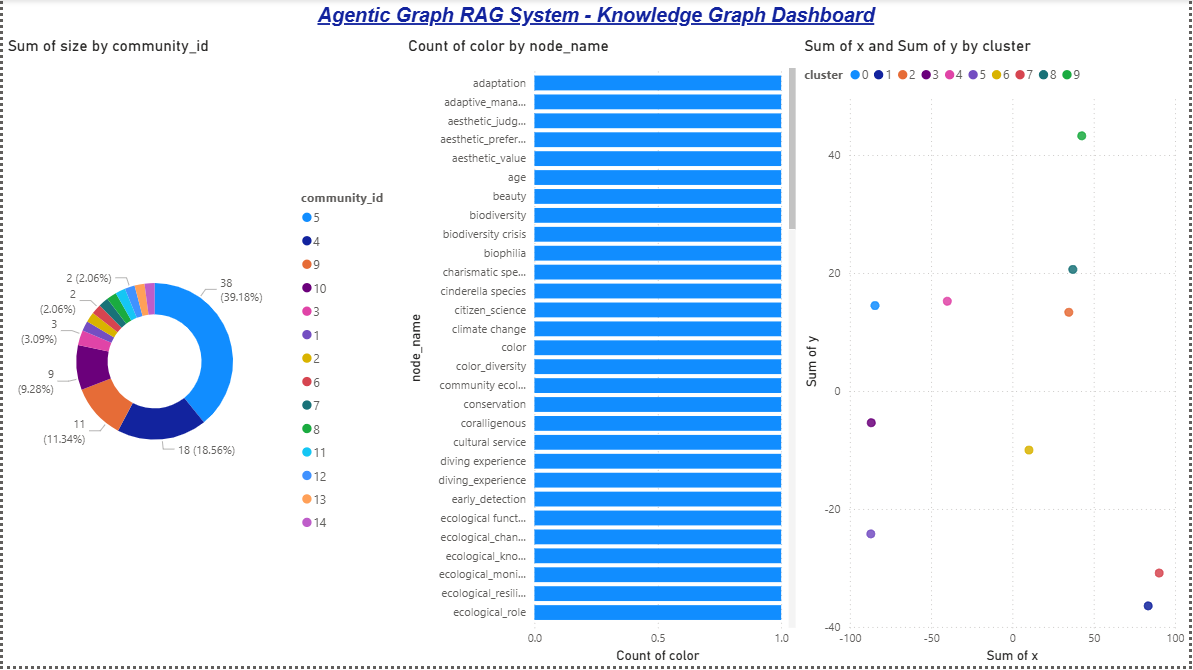 Agentic Graph RAG System - Knowledge Graph Dashboard
Sum of size by community_id
38
(39.18%)
18 (18.56%)
11
(11.34%)
9
(9.28%)
3
(3.09%)
2
(2.06%)
2 (2.06%)
community_id
5
4
9
10
3
1
2
6
7
8
11
12
13
14
Count of color by node_name
node_name
adaptation
adaptive_mana...
aesthetic_judg...
aesthetic_prefer...
aesthetic_value
age
beauty
biodiversity
biodiversity crisis
biophilia
charismatic spe...
cinderella species
citizen_science
climate change
color
color_diversity
community ecol...
conservation
coralligenous
cultural service
diving experience
diving_experience
early_detection
ecological funct...
ecological_chan...
ecological_kno...
ecological_moni...
ecological_resili...
ecological_role
0.0 0.5 1.0
Count of color
Sum of x and Sum of y by cluster
cluster 0 1 2 3 4 5 6 7 8 9
Sum of y
40
20
0
-20
-40
-100 -50 0 50 100
Sum of x